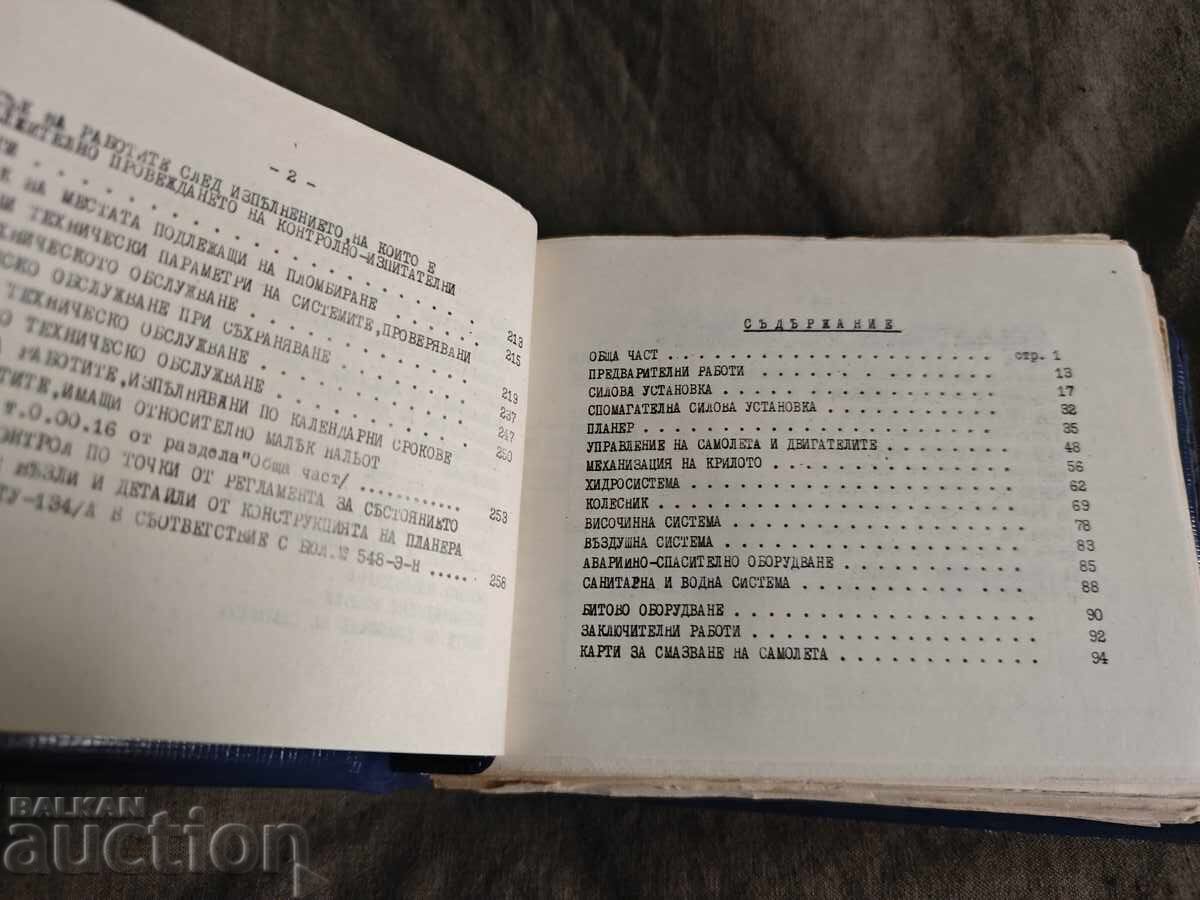 - 2 -
НА РАБОТИТЕ СЛЕД ИЗПЪЛНЕНИЕТО НА КОИТО Е
ПРОВЕЖДАНЕТО НА КОНТРОЛНО-ИЗПИТАТЕЛНИ
НА МЕСТАТА ПОДЛЕЖАЩИ НА ПЛОМБИРАНЕ . . . . . . 213
ТЕХНИЧЕСКИ ПАРАМЕТРИ НА СИСТЕМИТЕ,ПРОВЕРЯВАНИ
ОБСЛУЖВАНЕ . . . . . . . . . 215
ОБСЛУЖВАНЕ ПРИ СЪХРАНЯВАНЕ . . . . . . . 219
ТЕХНИЧЕСКО ОБСЛУЖВАНЕ . . . . . . . 237
ТЕХНИЧЕСКО ОБСЛУЖВАНЕ . . . . . . . 247
РАБОТИТЕ,ИЗПЪЛНЯВАНИ ПО КАЛЕНДАРНИ СРОКОВЕ 250
ИМАЩИ ОТНОСИТЕЛНО МАЛЪК НАЛЬОТ
т.0.00.16 от раздела"Обща част/ . . . . . . . . . . 253
ПО ТОЧКИ ОТ РЕГЛАМЕНТА ЗА СЪСТОЯНИЕТО
ВЪЗЛИ И ДЕТАЙЛИ ОТ КОНСТРУКЦИЯТА НА ПЛАНЕРА
ТУ-134/А В СЪОТВЕТСТВИЕ С БЮЛ.№ 548-Э-Н ..... 258
СЪДЪРЖАНИЕ
ОБЩА ЧАСТ . . . . . . . . . . . . . . . . . . . . стр. 1
ПРЕДВАРИТЕЛНИ РАБОТИ . . . . . . . . . . . . . . 13
СИЛОВА УСТАНОВКА . . . . . . . . . . . . . . . . 17
СПОМАГАТЕЛНА СИЛОВА УСТАНОВКА . . . . . . . . . . 32
ПЛАНЕР . . . . . . . . . . . . . . . . . . . . . 35
УПРАВЛЕНИЕ НА САМОЛЕТА И ДВИГАТЕЛИТЕ . . . . . . . 48
МЕХАНИЗАЦИЯ НА КРИЛОТО . . . . . . . . . . . . . 56
ХИДРОСИСТЕМА . . . . . . . . . . . . . . . . . . 62
КОЛЕСНИК . . . . . . . . . . . . . . . . . . . . 69
ВИСОЧИННА СИСТЕМА . . . . . . . . . . . . . . . . 78
ВЪЗДУШНА СИСТЕМА . . . . . . . . . . . . . . . . 83
АВАРИЙНО-СПАСИТЕЛНО ОБОРУДВАНЕ . . . . . . . . . . 85
САНИТАРНА И ВОДНА СИСТЕМА . . . . . . . . . . . . 88
БИТОВО ОБОРУДВАНЕ . . . . . . . . . . . . . . . . 90
ЗАКЛЮЧИТЕЛНИ РАБОТИ . . . . . . . . . . . . . . . 92
КАРТИ ЗА СМАЗВАНЕ НА САМОЛЕТА . . . . . . . . . . 94
BALKAN
auction